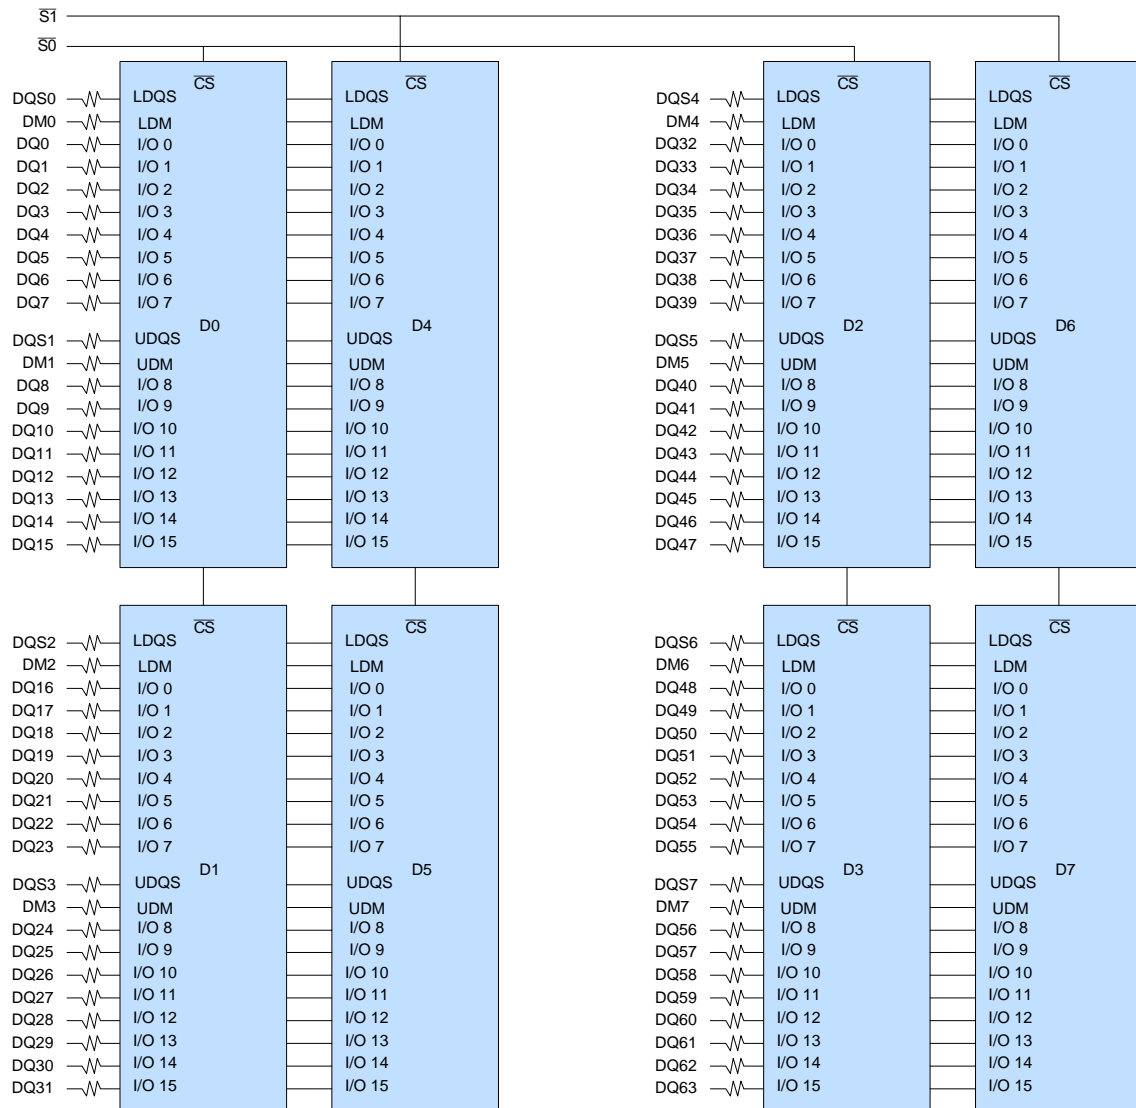 S1
S0
CS CS CS CS
DQS0 LDQS LDQS DQS4 LDQS LDQS
DM0 LDM LDM DM4 LDM LDM
DQ0 I/O 0 I/O 0 DQ32 I/O 0 I/O 0
DQ1 I/O 1 I/O 1 DQ33 I/O 1 I/O 1
DQ2 I/O 2 I/O 2 DQ34 I/O 2 I/O 2
DQ3 I/O 3 I/O 3 DQ35 I/O 3 I/O 3
DQ4 I/O 4 I/O 4 DQ36 I/O 4 I/O 4
DQ5 I/O 5 I/O 5 DQ37 I/O 5 I/O 5
DQ6 I/O 6 I/O 6 DQ38 I/O 6 I/O 6
DQ7 I/O 7 I/O 7 DQ39 I/O 7 I/O 7
D0 D4 D2 D6
DQS1 UDQS UDQS DQS5 UDQS UDQS
DM1 UDM UDM DM5 UDM UDM
DQ8 I/O 8 I/O 8 DQ40 I/O 8 I/O 8
DQ9 I/O 9 I/O 9 DQ41 I/O 9 I/O 9
DQ10 I/O 10 I/O 10 DQ42 I/O 10 I/O 10
DQ11 I/O 11 I/O 11 DQ43 I/O 11 I/O 11
DQ12 I/O 12 I/O 12 DQ44 I/O 12 I/O 12
DQ13 I/O 13 I/O 13 DQ45 I/O 13 I/O 13
DQ14 I/O 14 I/O 14 DQ46 I/O 14 I/O 14
DQ15 I/O 15 I/O 15 DQ47 I/O 15 I/O 15
CS CS CS CS
DQS2 LDQS LDQS DQS6 LDQS LDQS
DM2 LDM LDM DM6 LDM LDM
DQ16 I/O 0 I/O 0 DQ48 I/O 0 I/O 0
DQ17 I/O 1 I/O 1 DQ49 I/O 1 I/O 1
DQ18 I/O 2 I/O 2 DQ50 I/O 2 I/O 2
DQ19 I/O 3 I/O 3 DQ51 I/O 3 I/O 3
DQ20 I/O 4 I/O 4 DQ52 I/O 4 I/O 4
DQ21 I/O 5 I/O 5 DQ53 I/O 5 I/O 5
DQ22 I/O 6 I/O 6 DQ54 I/O 6 I/O 6
DQ23 I/O 7 I/O 7 DQ55 I/O 7 I/O 7
D1 D5 D3 D7
DQS3 UDQS UDQS DQS7 UDQS UDQS
DM3 UDM UDM DM7 UDM UDM
DQ24 I/O 8 I/O 8 DQ56 I/O 8 I/O 8
DQ25 I/O 9 I/O 9 DQ57 I/O 9 I/O 9
DQ26 I/O 10 I/O 10 DQ58 I/O 10 I/O 10
DQ27 I/O 11 I/O 11 DQ59 I/O 11 I/O 11
DQ28 I/O 12 I/O 12 DQ60 I/O 12 I/O 12
DQ29 I/O 13 I/O 13 DQ61 I/O 13 I/O 13
DQ30 I/O 14 I/O 14 DQ62 I/O 14 I/O 14
DQ31 I/O 15 I/O 15 DQ63 I/O 15 I/O 15